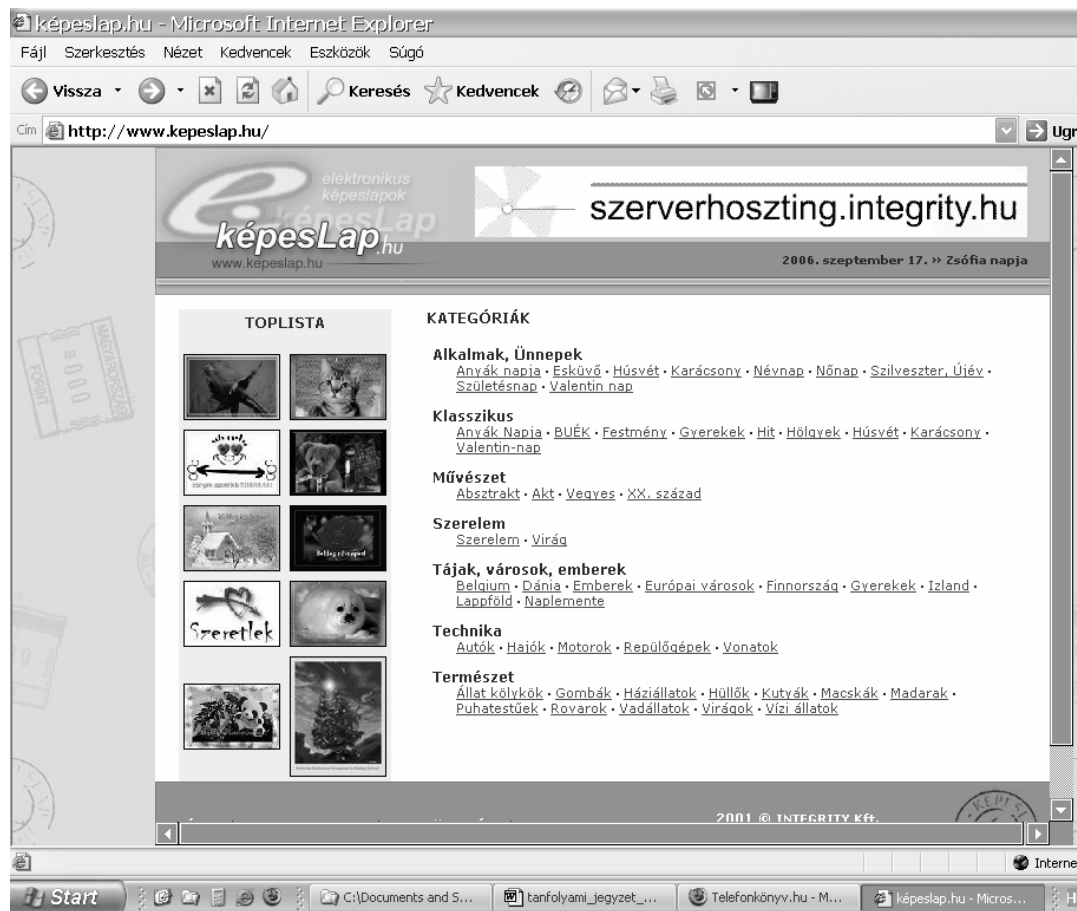 képeslap.hu - Microsoft Internet Explorer
Fájl Szerkesztés Nézet Kedvencek Eszközök Súgó
Vissza Keresés Kedvencek
Cím http://www.kepeslap.hu/ Ugr
elektronikus
képeslapok
képesLap
képesLap.hu
www.kepeslap.hu
szerverhoszting.integrity.hu
2006. szeptember 17. ›› Zsófia napja
TOPLISTA
Szeretlek
MAGYARORSZÁG
FORINT
KATEGÓRIÁK
Alkalmak, Ünnepek
Anyák napja • Esküvő • Húsvét • Karácsony • Névnap • Nőnap • Szilveszter, Újév •
Születésnap • Valentin nap
Klasszikus
Anyák Napja • BUÉK • Festmény • Gyerekek • Hit • Hölgyek • Húsvét • Karácsony •
Valentin-nap
Művészet
Absztrakt • Akt • Vegyes • XX. század
Szerelem
Szerelem • Virág
Tájak, városok, emberek
Belgium • Dánia • Emberek • Európai városok • Finnország • Gyerekek • Izland •
Lappföld • Naplemente
Technika
Autók • Hajók • Motorok • Repülőgépek • Vonatok
Természet
Állat kölykök • Gombák • Háziállatok • Hüllők • Kutyák • Macskák • Madarak •
Puhatestűek • Rovarok • Vadállatok • Virágok • Vízi állatok
2001 © INTEGRITY Kft.
KÉPI
Interne
Start C:\Documents and S... tanfolyami_jegyzet_... Telefonkönyv.hu - M... képeslap.hu - Micros... H